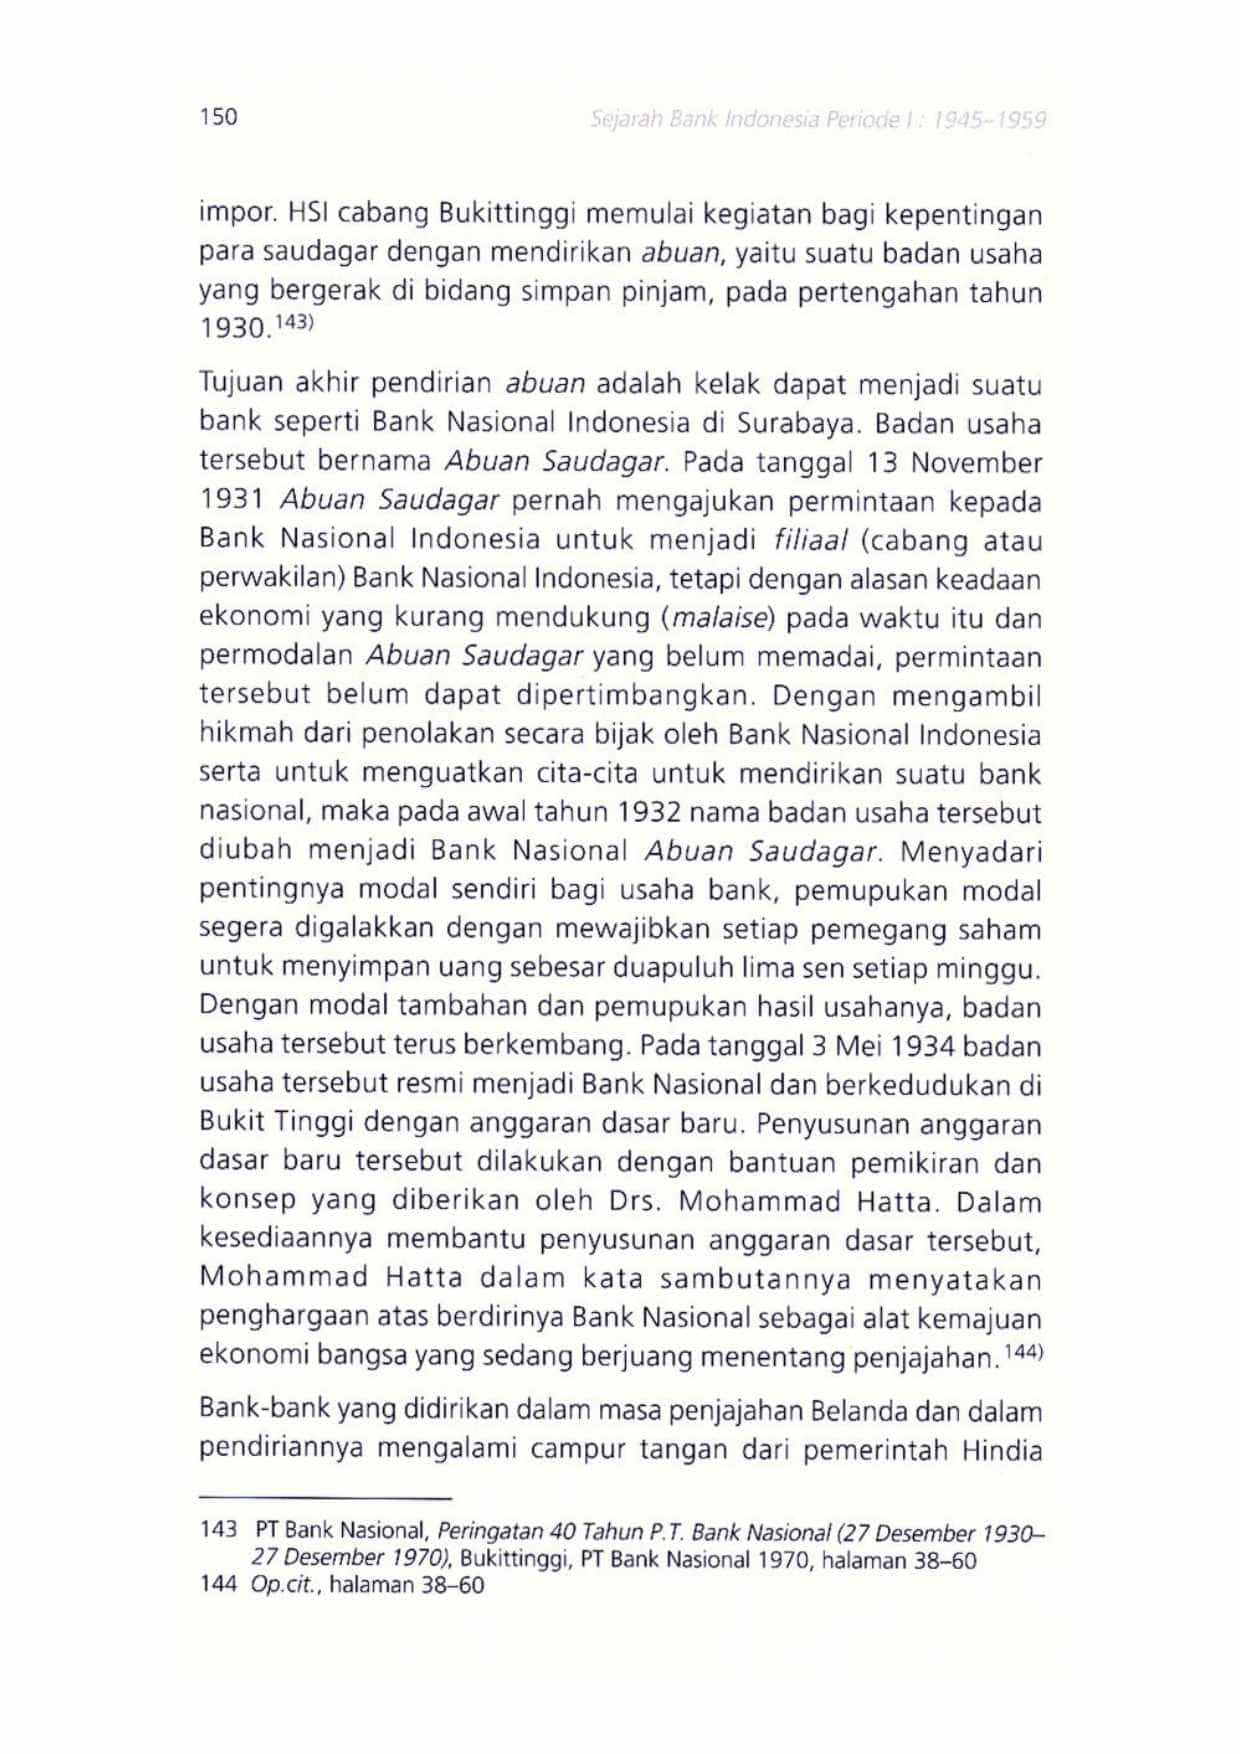 150
Sejarah Bank Indonesia Periode I : 1945–1959
impor. HSI cabang Bukittinggi memulai kegiatan bagi kepentingan
para saudagar dengan mendirikan abuan, yaitu suatu badan usaha
yang bergerak di bidang simpan pinjam, pada pertengahan tahun
1930.143)
Tujuan akhir pendirian abuan adalah kelak dapat menjadi suatu
bank seperti Bank Nasional Indonesia di Surabaya. Badan usaha
tersebut bernama Abuan Saudagar. Pada tanggal 13 November
1931 Abuan Saudagar pernah mengajukan permintaan kepada
Bank Nasional Indonesia untuk menjadi filiaal (cabang atau
perwakilan) Bank Nasional Indonesia, tetapi dengan alasan keadaan
ekonomi yang kurang mendukung (malaise) pada waktu itu dan
permodalan Abuan Saudagar yang belum memadai, permintaan
tersebut belum dapat dipertimbangkan. Dengan mengambil
hikmah dari penolakan secara bijak oleh Bank Nasional Indonesia
serta untuk menguatkan cita-cita untuk mendirikan suatu bank
nasional, maka pada awal tahun 1932 nama badan usaha tersebut
diubah menjadi Bank Nasional Abuan Saudagar. Menyadari
pentingnya modal sendiri bagi usaha bank, pemupukan modal
segera digalakkan dengan mewajibkan setiap pemegang saham
untuk menyimpan uang sebesar duapuluh lima sen setiap minggu.
Dengan modal tambahan dan pemupukan hasil usahanya, badan
usaha tersebut terus berkembang. Pada tanggal 3 Mei 1934 badan
usaha tersebut resmi menjadi Bank Nasional dan berkedudukan di
Bukit Tinggi dengan anggaran dasar baru. Penyusunan anggaran
dasar baru tersebut dilakukan dengan bantuan pemikiran dan
konsep yang diberikan oleh Drs. Mohammad Hatta. Dalam
kesediaannya membantu penyusunan anggaran dasar tersebut,
Mohammad Hatta dalam kata sambutannya menyatakan
penghargaan atas berdirinya Bank Nasional sebagai alat kemajuan
ekonomi bangsa yang sedang berjuang menentang penjajahan.144)
Bank-bank yang didirikan dalam masa penjajahan Belanda dan dalam
pendiriannya mengalami campur tangan dari pemerintah Hindia
143 PT Bank Nasional, Peringatan 40 Tahun P.T. Bank Nasional (27 Desember 1930–
27 Desember 1970), Bukittinggi, PT Bank Nasional 1970, halaman 38–60
144 Op.cit., halaman 38–60